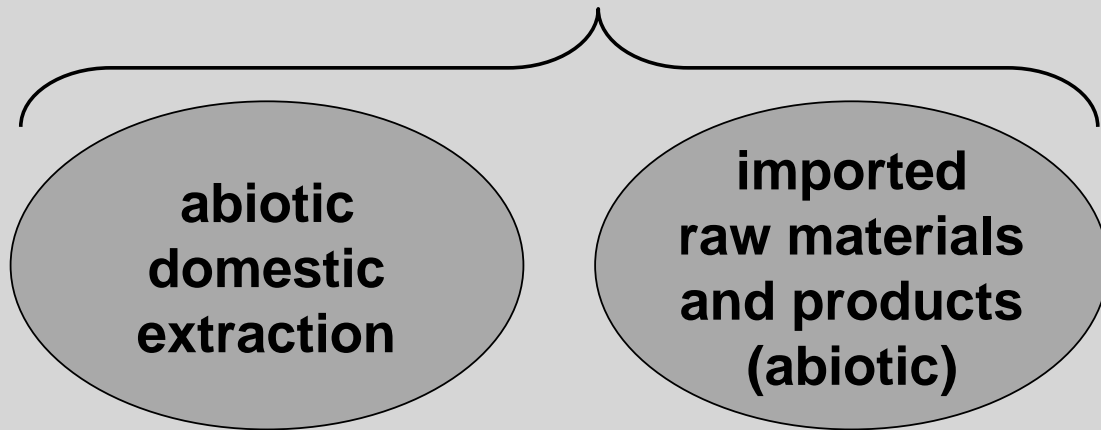 abiotic
domestic
extraction
imported
raw materials
and products
(abiotic)